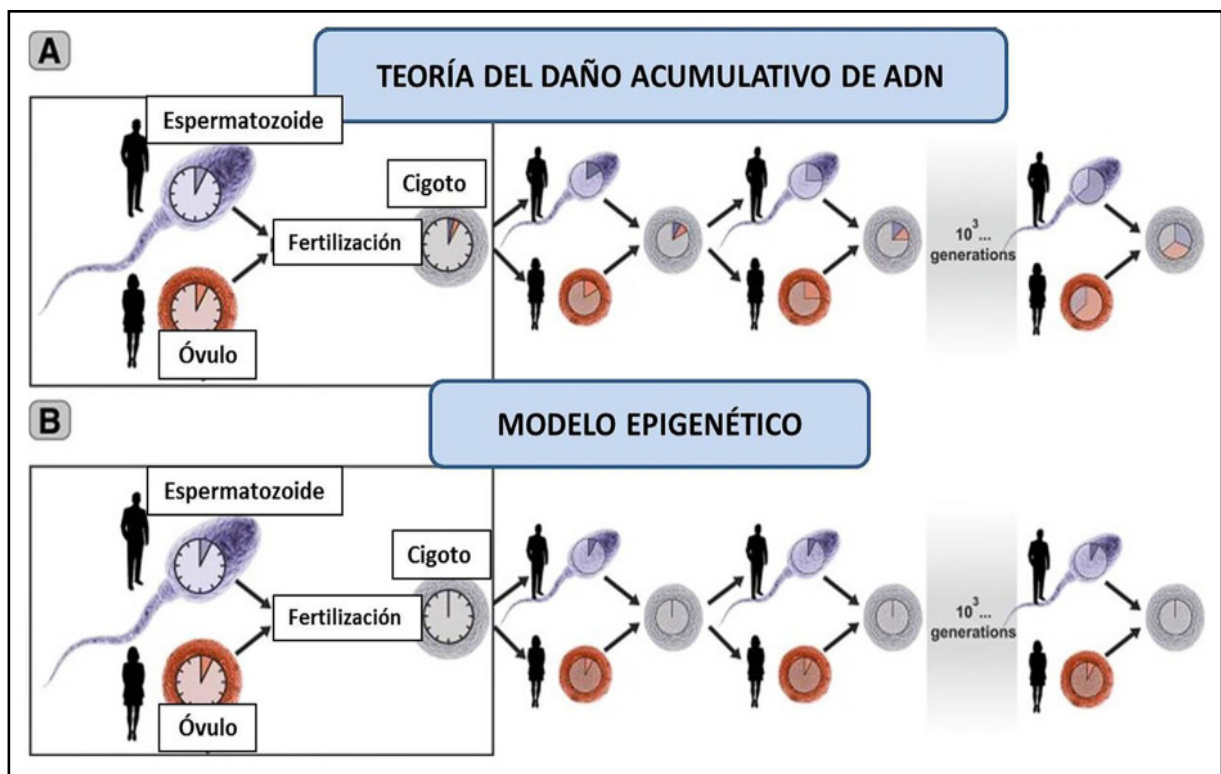 A
TEORÍA DEL DAÑO ACUMULATIVO DE ADN
Espermatozoide
Cigoto
Fertilización
Óvulo
10³...
generations
B
MODELO EPIGENÉTICO
Espermatozoide
Cigoto
Fertilización
Óvulo
10³...
generations